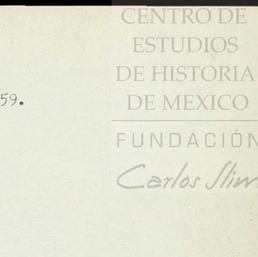 CENTRO DE
ESTUDIOS
DE HISTORIA
DE MEXICO
59.
FUNDACIÓN
Carlos Slim